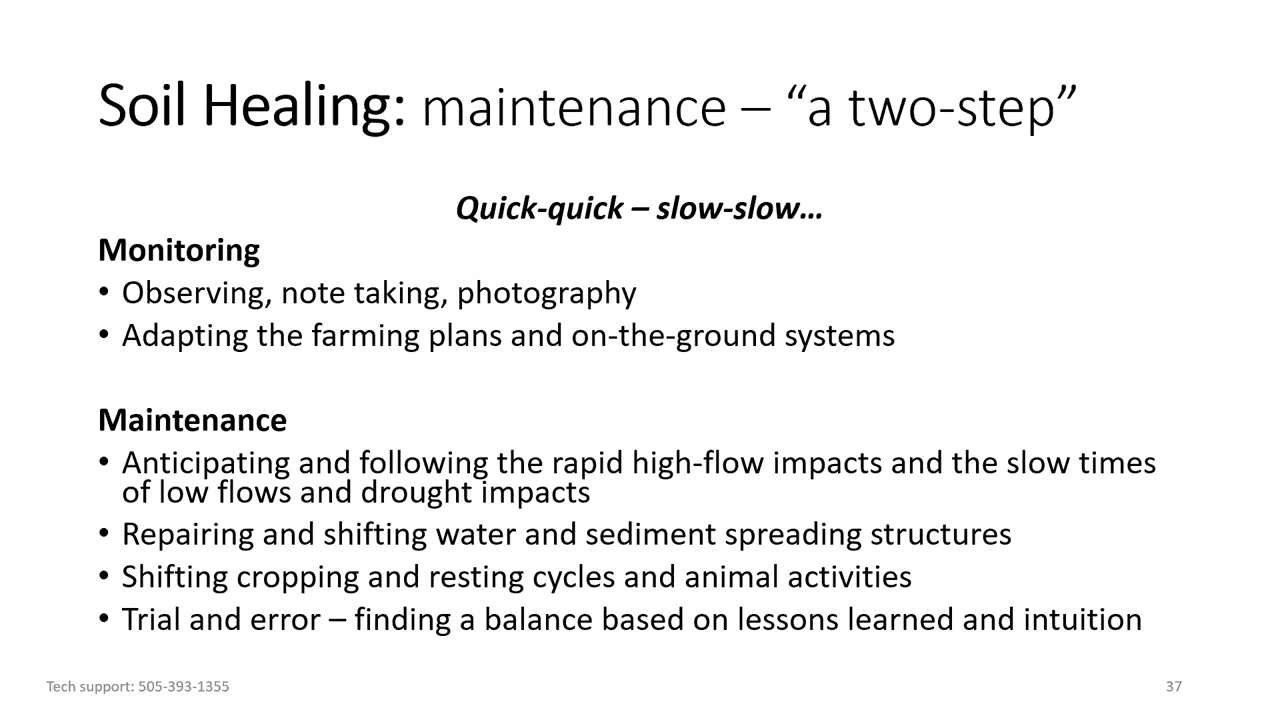 Soil Healing: maintenance – “a two-step”
Quick-quick – slow-slow…
Monitoring
• Observing, note taking, photography
• Adapting the farming plans and on-the-ground systems
Maintenance
• Anticipating and following the rapid high-flow impacts and the slow times
of low flows and drought impacts
• Repairing and shifting water and sediment spreading structures
• Shifting cropping and resting cycles and animal activities
• Trial and error – finding a balance based on lessons learned and intuition
Tech support: 505-393-1355
37